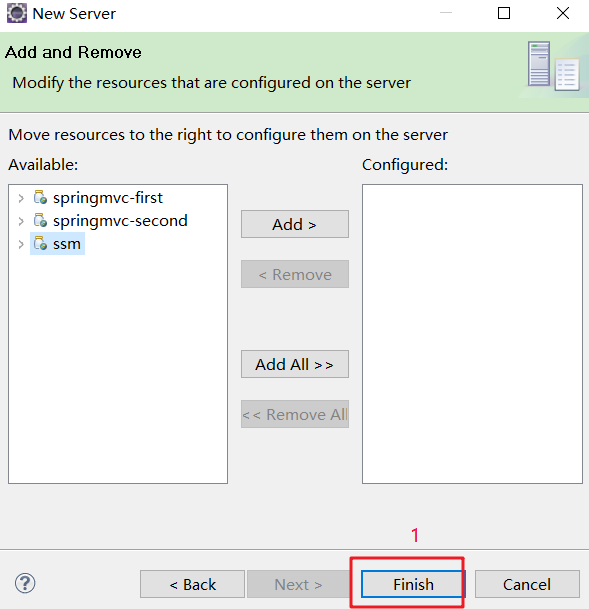 New Server
Add and Remove
Modify the resources that are configured on the server
Move resources to the right to configure them on the server
Available:
Configured:
springmvc-first
springmvc-second
ssm
Add >
< Remove
Add All >>
<< Remove All
1
?
< Back
Next >
Finish
Cancel